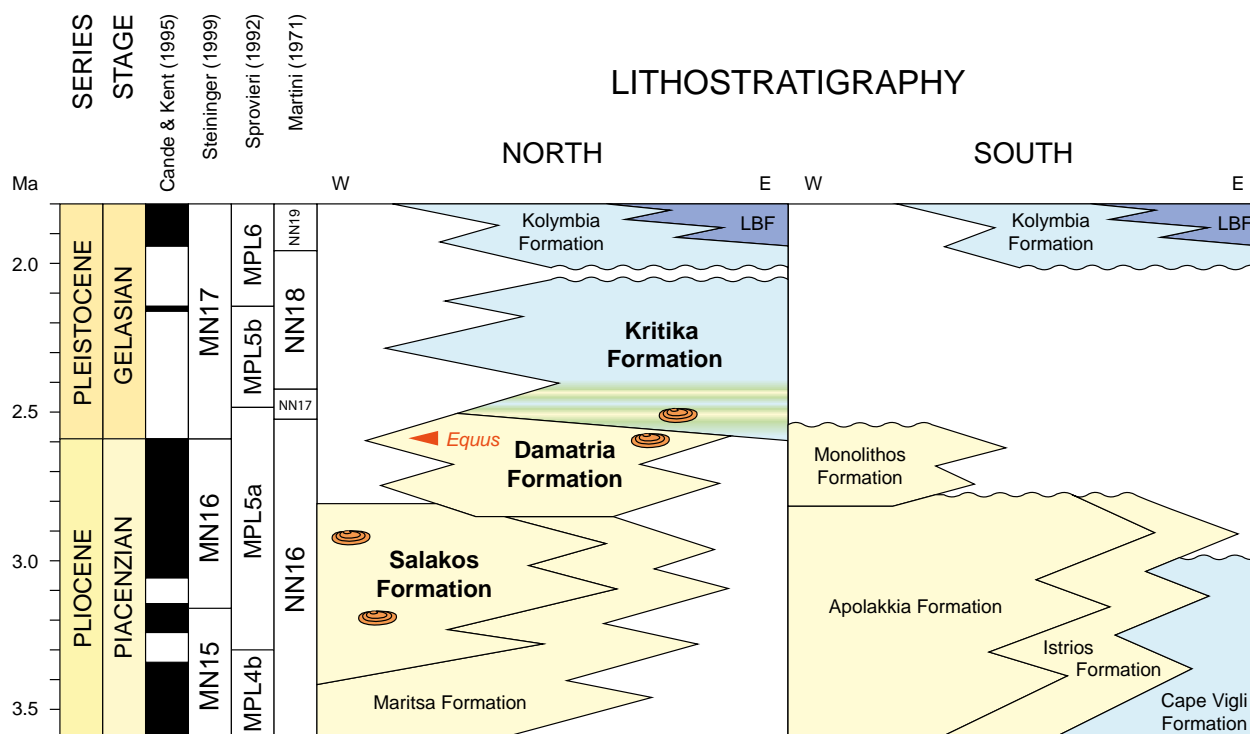 SERIES
STAGE
Cande & Kent (1995)
Steininger (1999)
Sprovieri (1992)
Martini (1971)
LITHOSTRATIGRAPHY
NORTH
SOUTH
Ma
W
E
W
E
2.0
2.5
3.0
3.5
PLEISTOCENE
PLIOCENE
GELASIAN
PIACENZIAN
MN17
MN16
MN15
MPL6
MPL5b
MPL5a
MPL4b
NN19
NN18
NN17
NN16
Kolymbia
Formation
LBF
Kritika
Formation
Equus
Damatria
Formation
Salakos
Formation
Maritsa Formation
Kolymbia
Formation
LBF
Monolithos
Formation
Apolakkia Formation
Istrios
Formation
Cape Vigli
Formation